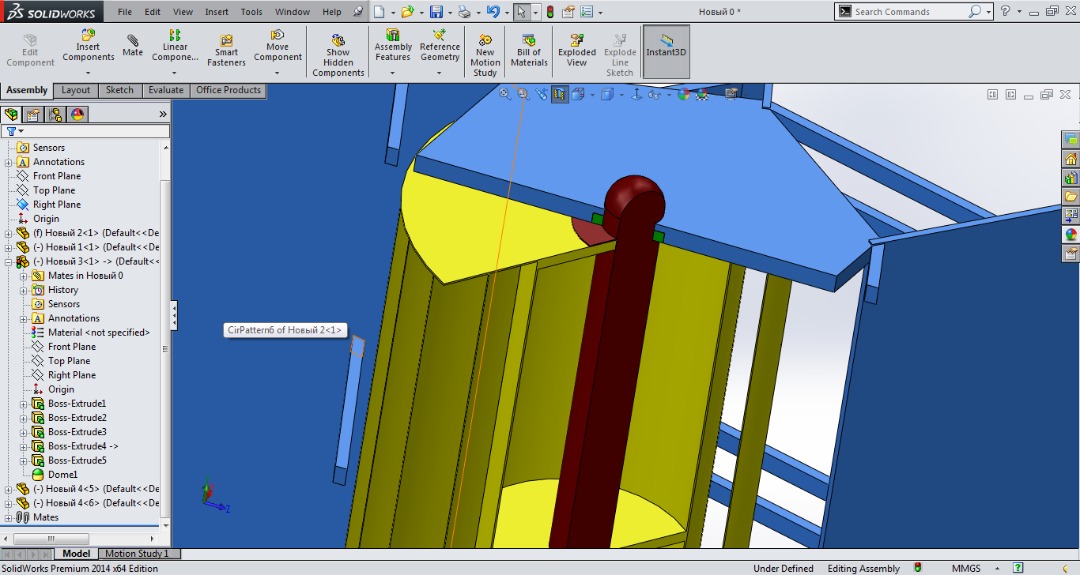 SOLIDWORKS File Edit View Insert Tools Window Help Новый 0 * Search Commands
Edit Component
Insert Components
Mate
Linear Compone...
Smart Fasteners
Move Component
Show Hidden Components
Assembly Features
Reference Geometry
New Motion Study
Bill of Materials
Exploded View
Explode Line Sketch
Instant3D
Assembly Layout Sketch Evaluate Office Products
Sensors
Annotations
Front Plane
Top Plane
Right Plane
Origin
(f) Новый 2<1> (Default<<De
(-) Новый 1<1> (Default<<De
(-) Новый 3<1> -> (Default<<
Mates in Новый 0
History
Sensors
Annotations
Material <not specified>
Front Plane
Top Plane
Right Plane
Origin
Boss-Extrude1
Boss-Extrude2
Boss-Extrude3
Boss-Extrude4 ->
Boss-Extrude5
Dome1
(-) Новый 4<5> (Default<<De
(-) Новый 4<6> (Default<<De
Mates
CirPattern6 of Новый 2<1>
Z
Model Motion Study 1
SolidWorks Premium 2014 x64 Edition Under Defined Editing Assembly MMGS